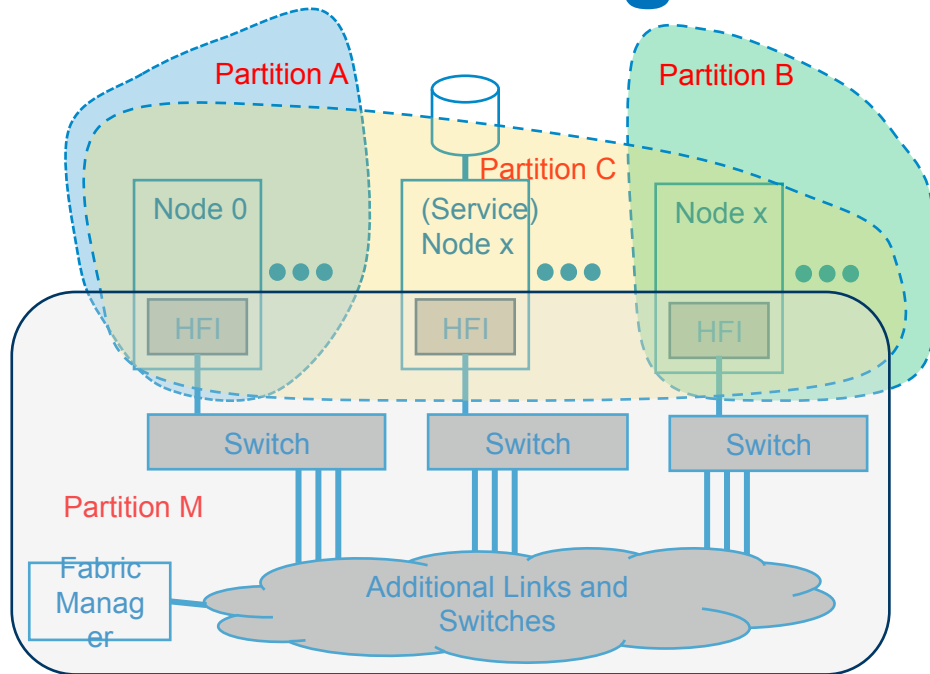 Partition A
Partition B
Partition C
Node 0
(Service)
Node x
Node x
HFI
HFI
HFI
Switch
Switch
Switch
Partition M
Fabric
Manag
er
Additional Links and
Switches